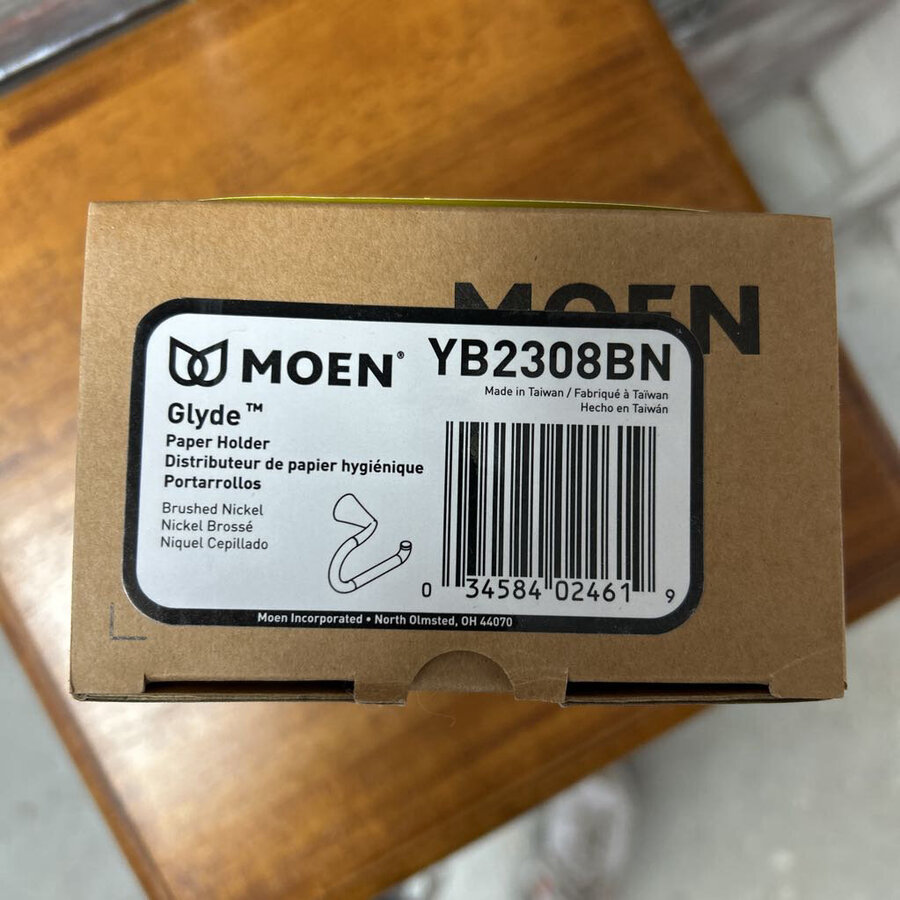 MOEN
MOEN® YB2308BN
Made in Taiwan / Fabriqué à Taïwan
Hecho en Taiwán
Glyde™
Paper Holder
Distributeur de papier hygiénique
Portarrollos
Brushed Nickel
Nickel Brossé
Niquel Cepillado
0 34584 02461 9
Moen Incorporated • North Olmsted, OH 44070